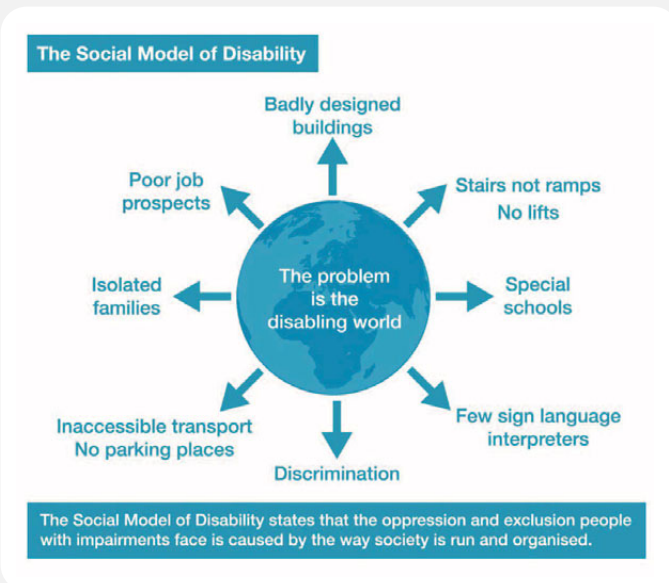 The Social Model of Disability
Badly designed
buildings
Poor job
prospects
Stairs not ramps
No lifts
Isolated
families
The problem
is the
disabling world
Special
schools
Inaccessible transport
No parking places
Few sign language
interpreters
Discrimination
The Social Model of Disability states that the oppression and exclusion people
with impairments face is caused by the way society is run and organised.